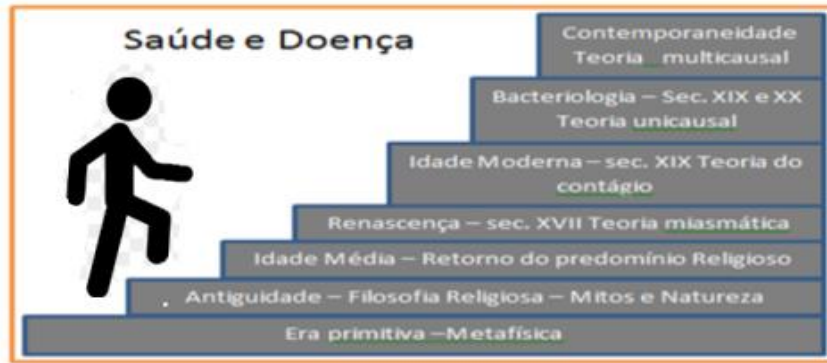 Saúde e Doença
Contemporaneidade
Teoria multicausal
Bacteriologia – Sec. XIX e XX
Teoria unicausal
Idade Moderna – sec. XIX Teoria do
contágio
Renascença – sec. XVII Teoria miasmática
Idade Média – Retorno do predomínio Religioso
. Antiguidade – Filosofia Religiosa – Mitos e Natureza
Era primitiva –Metafísica